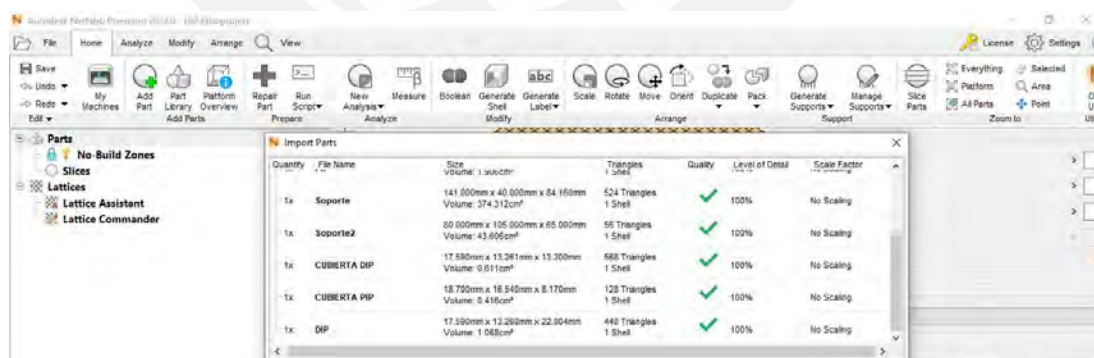 Autodesk Netfabb Premium
File Home Analyze Modify Arrange View License Settings
Save
Undo
Redo
Edit
My Machines
Add Part
Part Library
Platform Overview
Add Parts
Repair Part
Run Script
Prepare
New Analysis
Measure
Analyze
Boolean
Generate Shell
Generate Label
abc
Modify
Scale
Rotate
Move
Orient
Duplicate
Pack
Arrange
Generate Supports
Manage Supports
Support
Slice Parts
Everything
Platform
All Parts
Selected
Area
Point
Zoom to
Parts
No-Build Zones
Slices
Lattices
Lattice Assistant
Lattice Commander
Import Parts
Quantity File Name Size Triangles Quality Level of Detail Scale Factor
1x Soporte 141.000mm x 40.000mm x 84.160mm 524 Triangles 100% No Scaling
Volume: 374.312cm³ 1 Shell
1x Soporte2 80.000mm x 105.000mm x 65.000mm 56 Triangles 100% No Scaling
Volume: 43.606cm³ 1 Shell
1x CUBIERTA DIP 17.590mm x 13.261mm x 13.300mm 568 Triangles 100% No Scaling
Volume: 0.611cm³ 1 Shell
1x CUBIERTA PIP 18.700mm x 16.540mm x 8.170mm 128 Triangles 100% No Scaling
Volume: 0.416cm³ 1 Shell
1x DIP 17.590mm x 13.260mm x 22.804mm 440 Triangles 100% No Scaling
Volume: 1.088cm³ 1 Shell